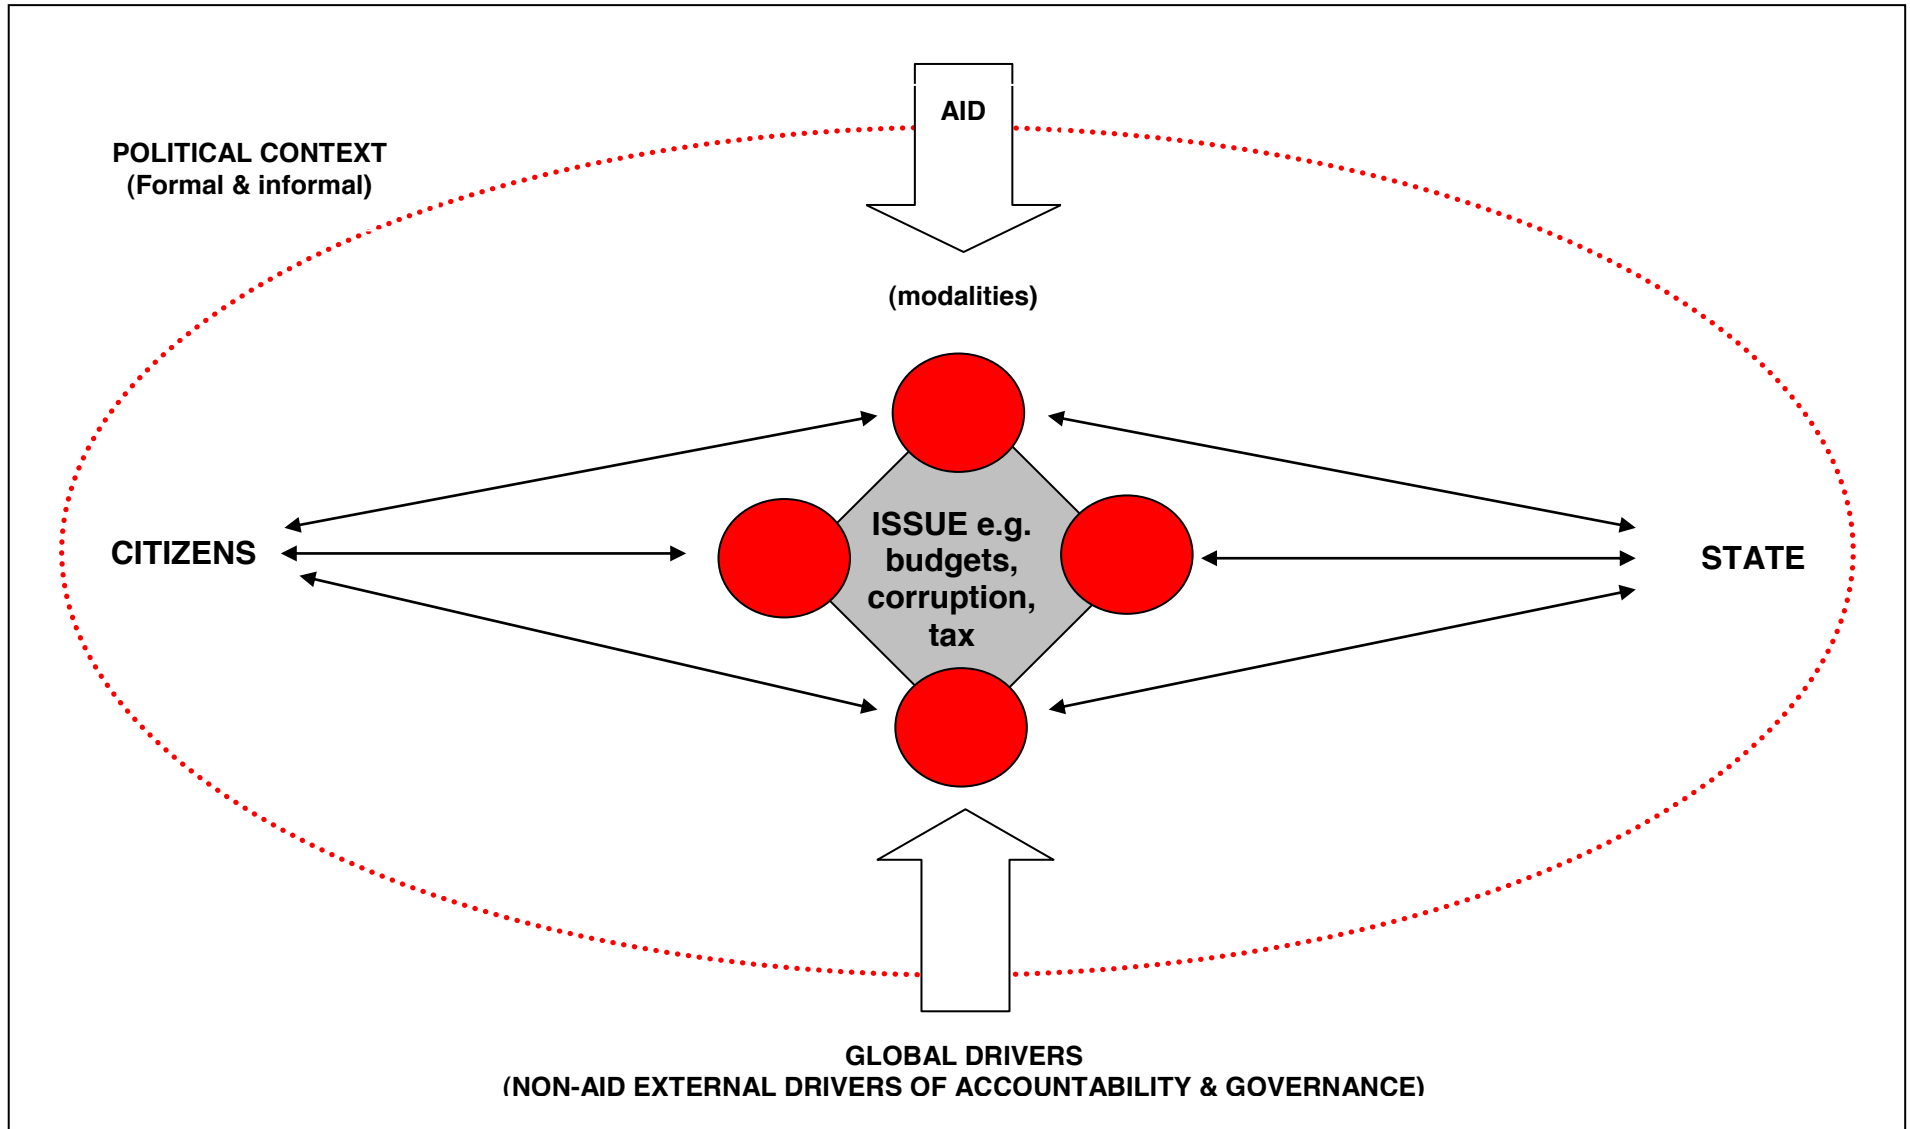 AID
POLITICAL CONTEXT
(Formal & informal)
(modalities)
CITIZENS
ISSUE e.g.
budgets,
corruption,
tax
STATE
GLOBAL DRIVERS
(NON-AID EXTERNAL DRIVERS OF ACCOUNTABILITY & GOVERNANCE)